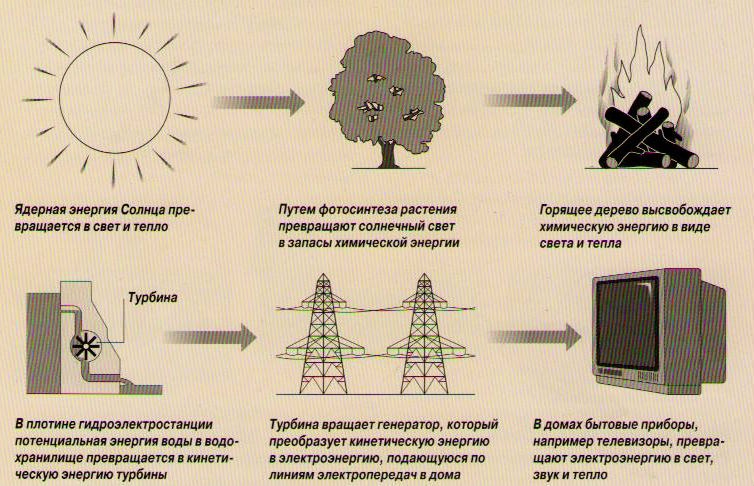 Ядерная энергия Солнца пре-
вращается в свет и тепло
Путем фотосинтеза растения
превращают солнечный свет
в запасы химической энергии
Горящее дерево высвобождает
химическую энергию в виде
света и тепла
Турбина
В плотине гидроэлектростанции
потенциальная энергия воды в водо-
хранилище превращается в кинети-
ческую энергию турбины
Турбина вращает генератор, который
преобразует кинетическую энергию
в электроэнергию, подающуюся по
линиям электропередач в дома
В домах бытовые приборы,
например телевизоры, превра-
щают электроэнергию в свет,
звук и тепло